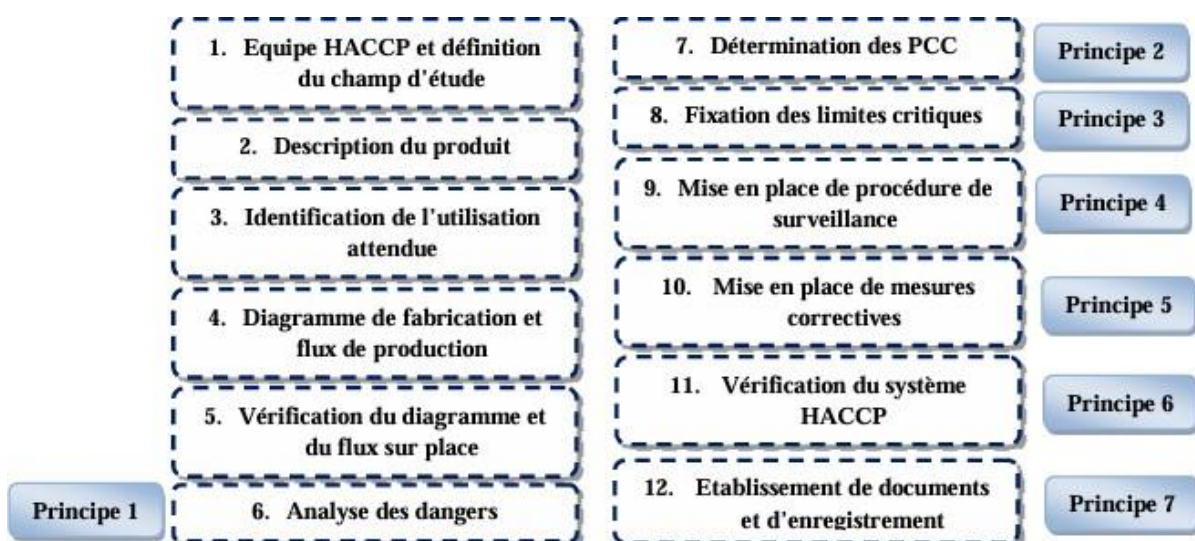 1. Equipe HACCP et définition
du champ d'étude
2. Description du produit
3. Identification de l'utilisation
attendue
4. Diagramme de fabrication et
flux de production
5. Vérification du diagramme et
du flux sur place
Principe 1
6. Analyse des dangers
7. Détermination des PCC
Principe 2
8. Fixation des limites critiques
Principe 3
9. Mise en place de procédure de
surveillance
Principe 4
10. Mise en place de mesures
correctives
Principe 5
11. Vérification du système
HACCP
Principe 6
12. Etablissement de documents
et d'enregistrement
Principe 7